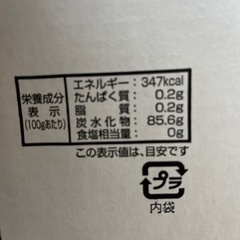 栄養成分
表示
(100gあたり)
エネルギー:347kcal
たんぱく質:0.2g
脂質:0.2g
炭水化物:85.6g
食塩相当量:0g
この表示値は、目安です
プラ
内袋